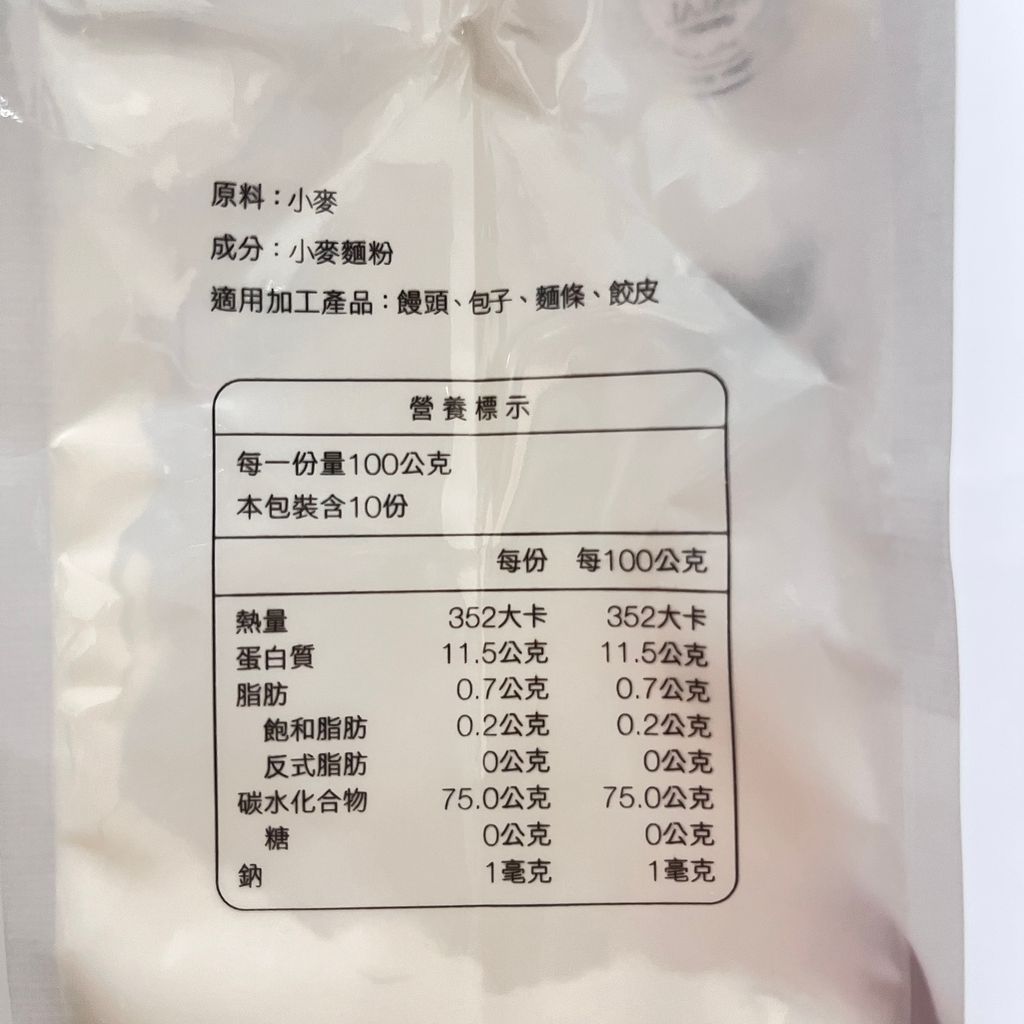 原料：小麥
成分：小麥麵粉
適用加工產品：饅頭、包子、麵條、餃皮
營養標示
每一份量100公克
本包裝含10份
每份 每100公克
熱量 352大卡 352大卡
蛋白質 11.5公克 11.5公克
脂肪 0.7公克 0.7公克
飽和脂肪 0.2公克 0.2公克
反式脂肪 0公克 0公克
碳水化合物 75.0公克 75.0公克
糖 0公克 0公克
鈉 1毫克 1毫克